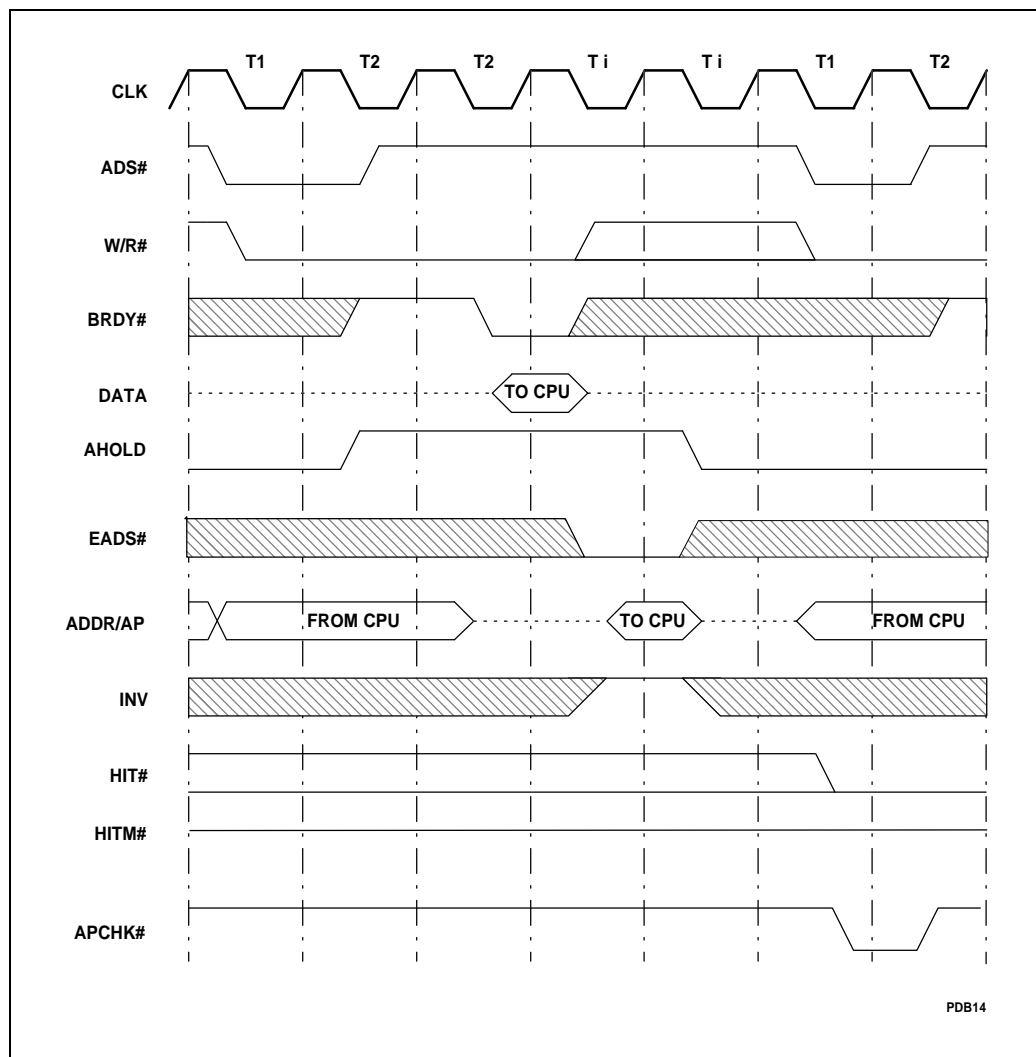 T1 T2 T2 T i T i T1 T2
CLK
ADS#
W/R#
BRDY#
DATA TO CPU
AHOLD
EADS#
ADDR/AP FROM CPU TO CPU FROM CPU
INV
HIT#
HITM#
APCHK#
PDB14